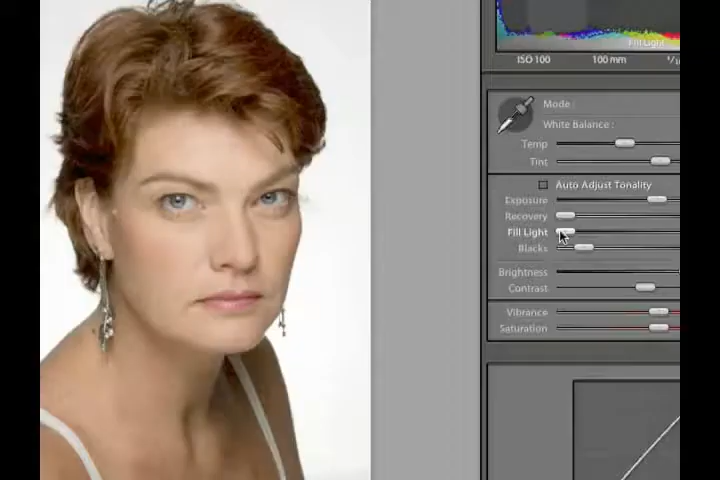 Fill Light
ISO 100 100 mm
Mode :
White Balance :
Temp
Tint
Auto Adjust Tonality
Exposure
Recovery
Fill Light
Blacks
Brightness
Contrast
Vibrance
Saturation